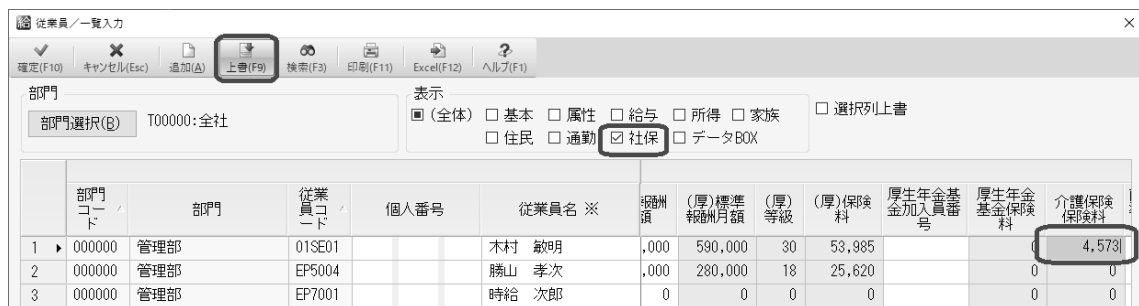 従業員/一覧入力
確定(F10) キャンセル(Esc) 追加(A) 上書(F9) 検索(F3) 印刷(F11) Excel(F12) ヘルプ(F1)
部門
部門選択(B) T00000:全社
表示
(全体) 基本 属性 給与 所得 家族
住民 通勤 社保 データBOX
選択列上書
部門コード 部門 従業員コード 個人番号 従業員名 ※ 報酬額 (厚)標準報酬月額 (厚)等級 (厚)保険料 厚生年金基金加入員番号 厚生年金基金保険料 介護保険保険料
1 000000 管理部 01SE01 木村 敏明 ,000 590,000 30 53,985 0 4,573
2 000000 管理部 EP5004 勝山 孝次 ,000 280,000 18 25,620 0 0
3 000000 管理部 EP7001 時給 次郎 0 0 0 0 0 0